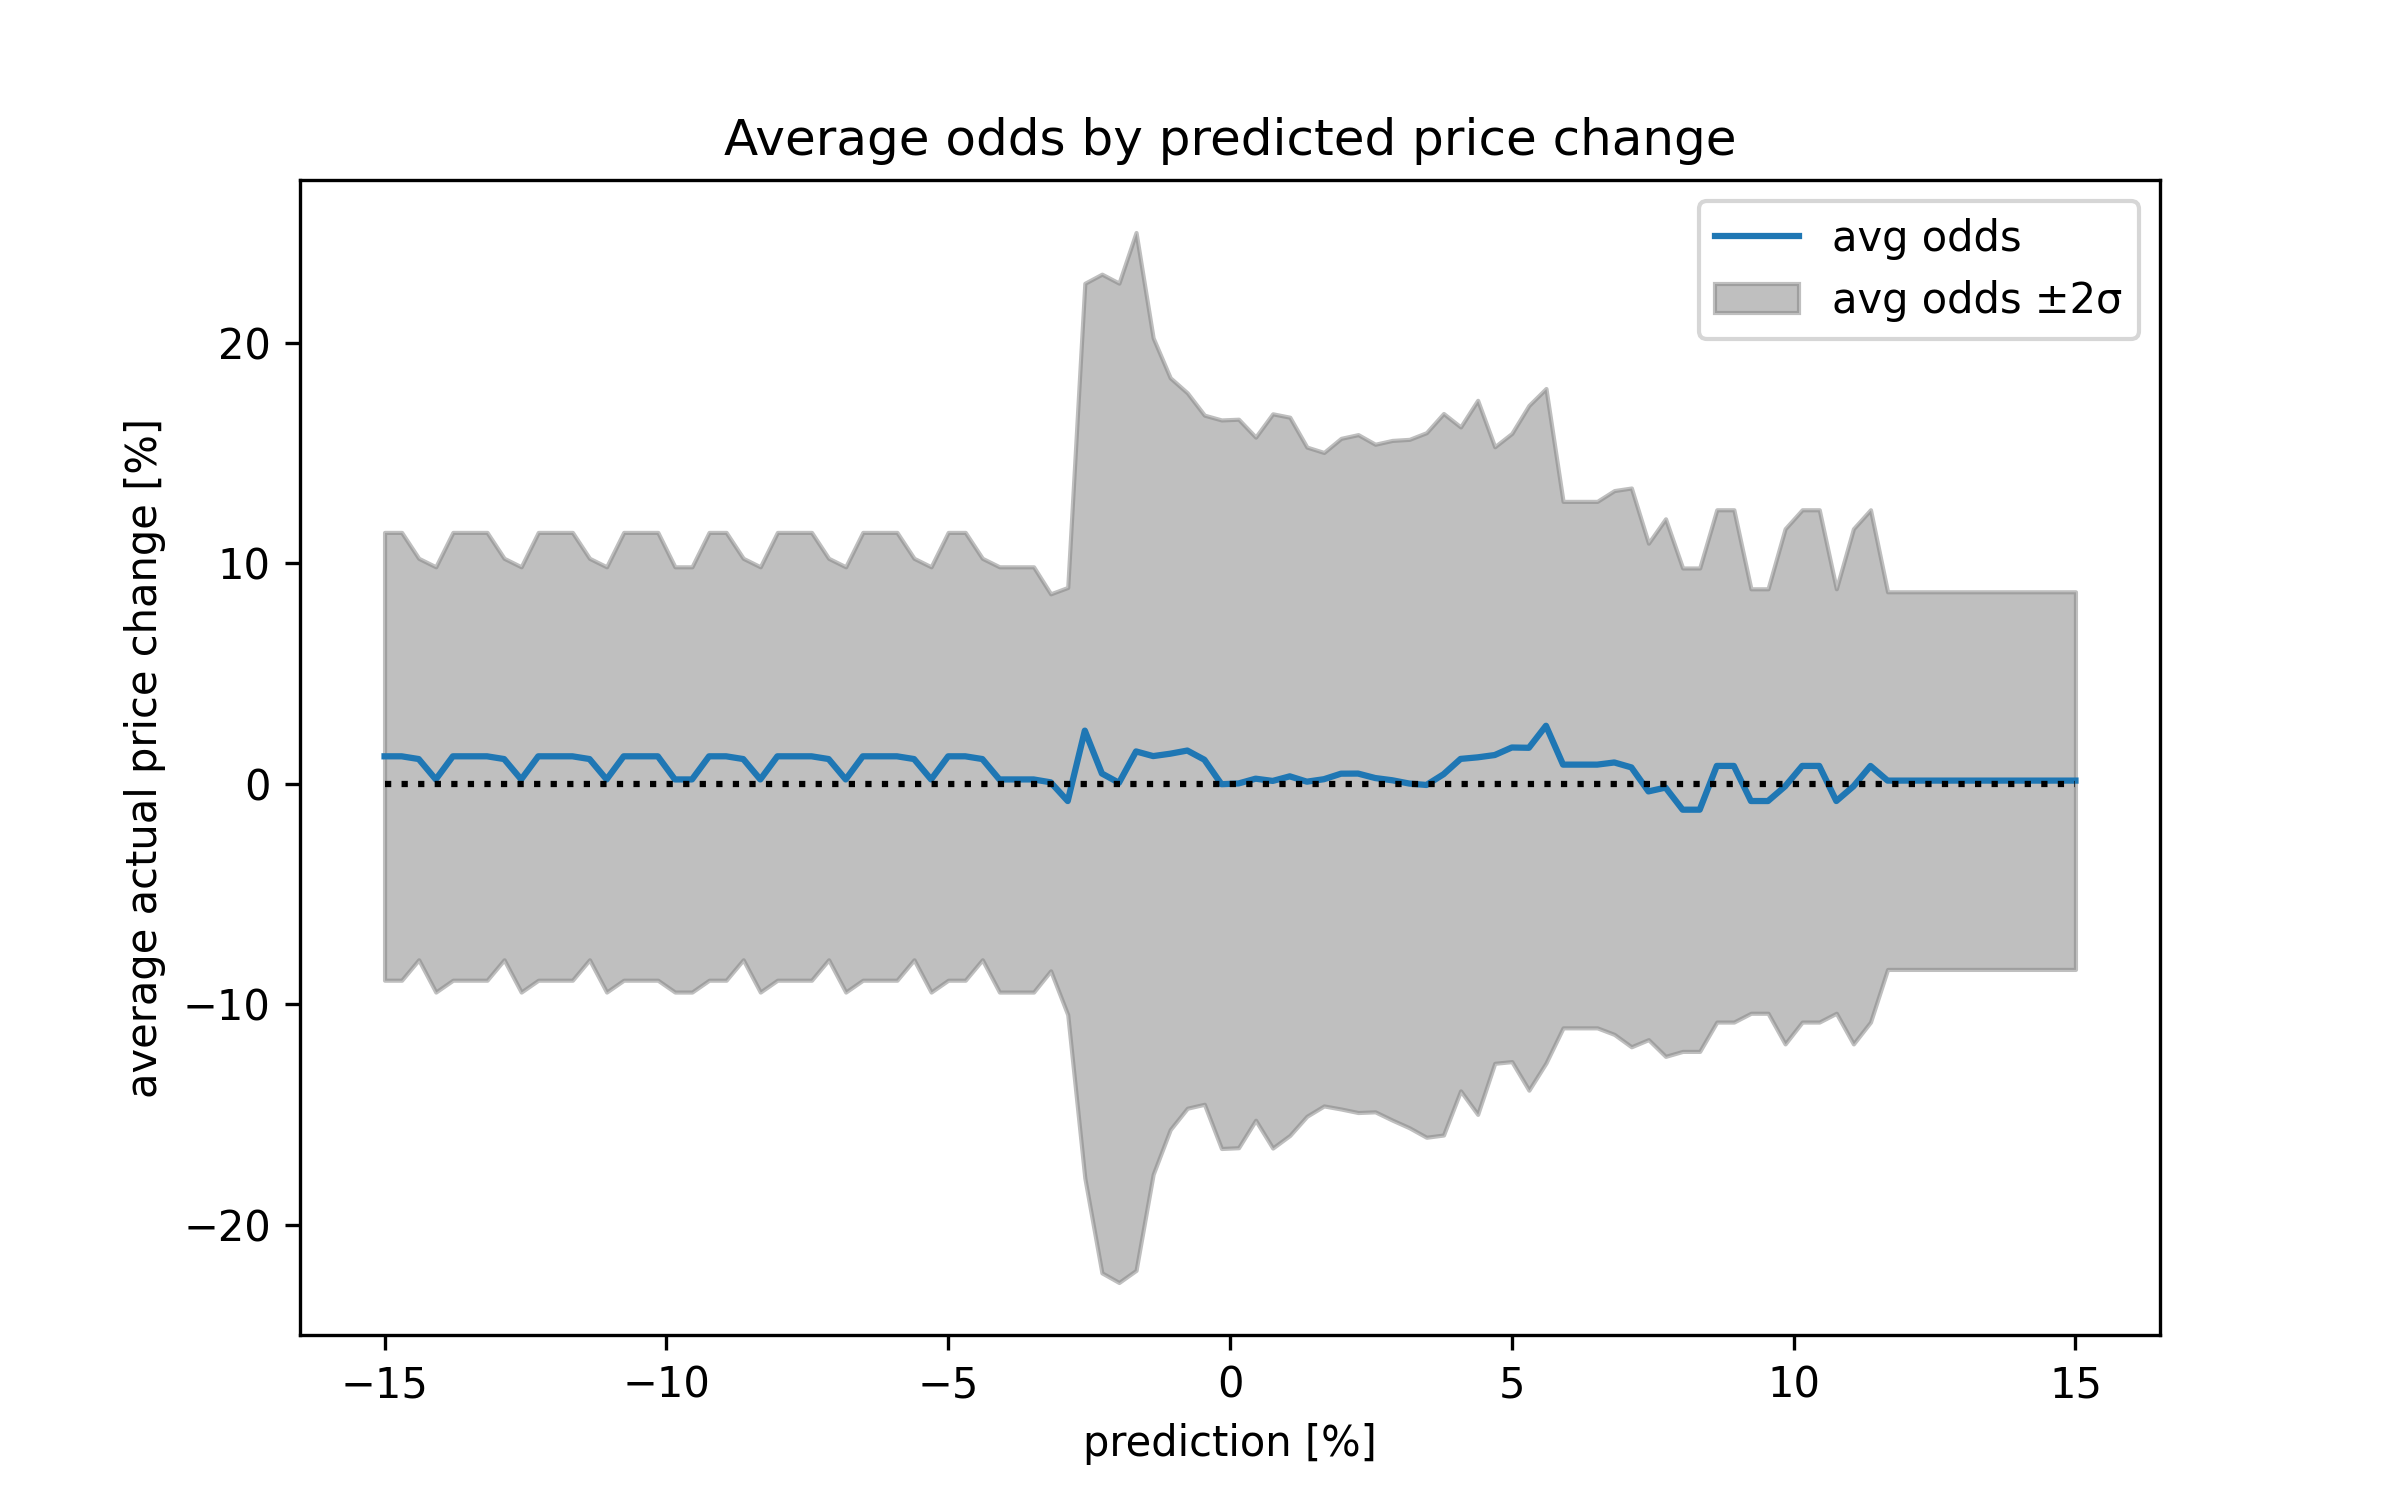 Average odds by predicted price change
avg odds
avg odds ±2σ
average actual price change [%]
20
10
0
−10
−20
−15
−10
−5
0
5
10
15
prediction [%]